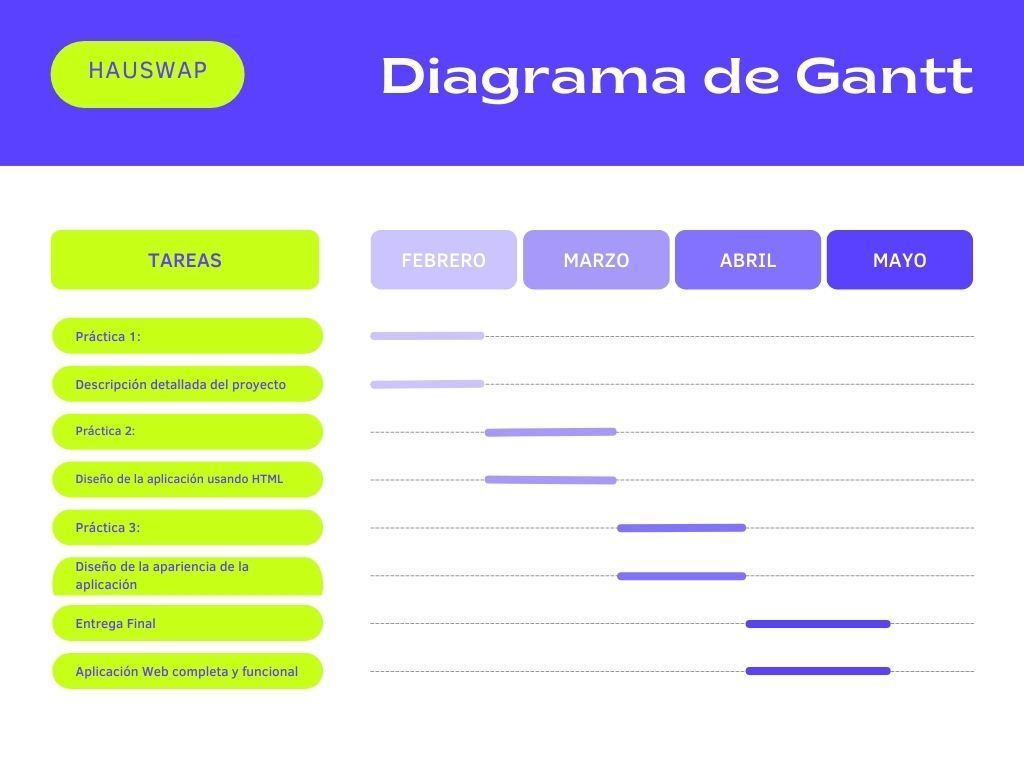 HAUSWAP
Diagrama de Gantt
TAREAS
FEBRERO
MARZO
ABRIL
MAYO
Práctica 1:
Descripción detallada del proyecto
Práctica 2:
Diseño de la aplicación usando HTML
Práctica 3:
Diseño de la apariencia de la
aplicación
Entrega Final
Aplicación Web completa y funcional